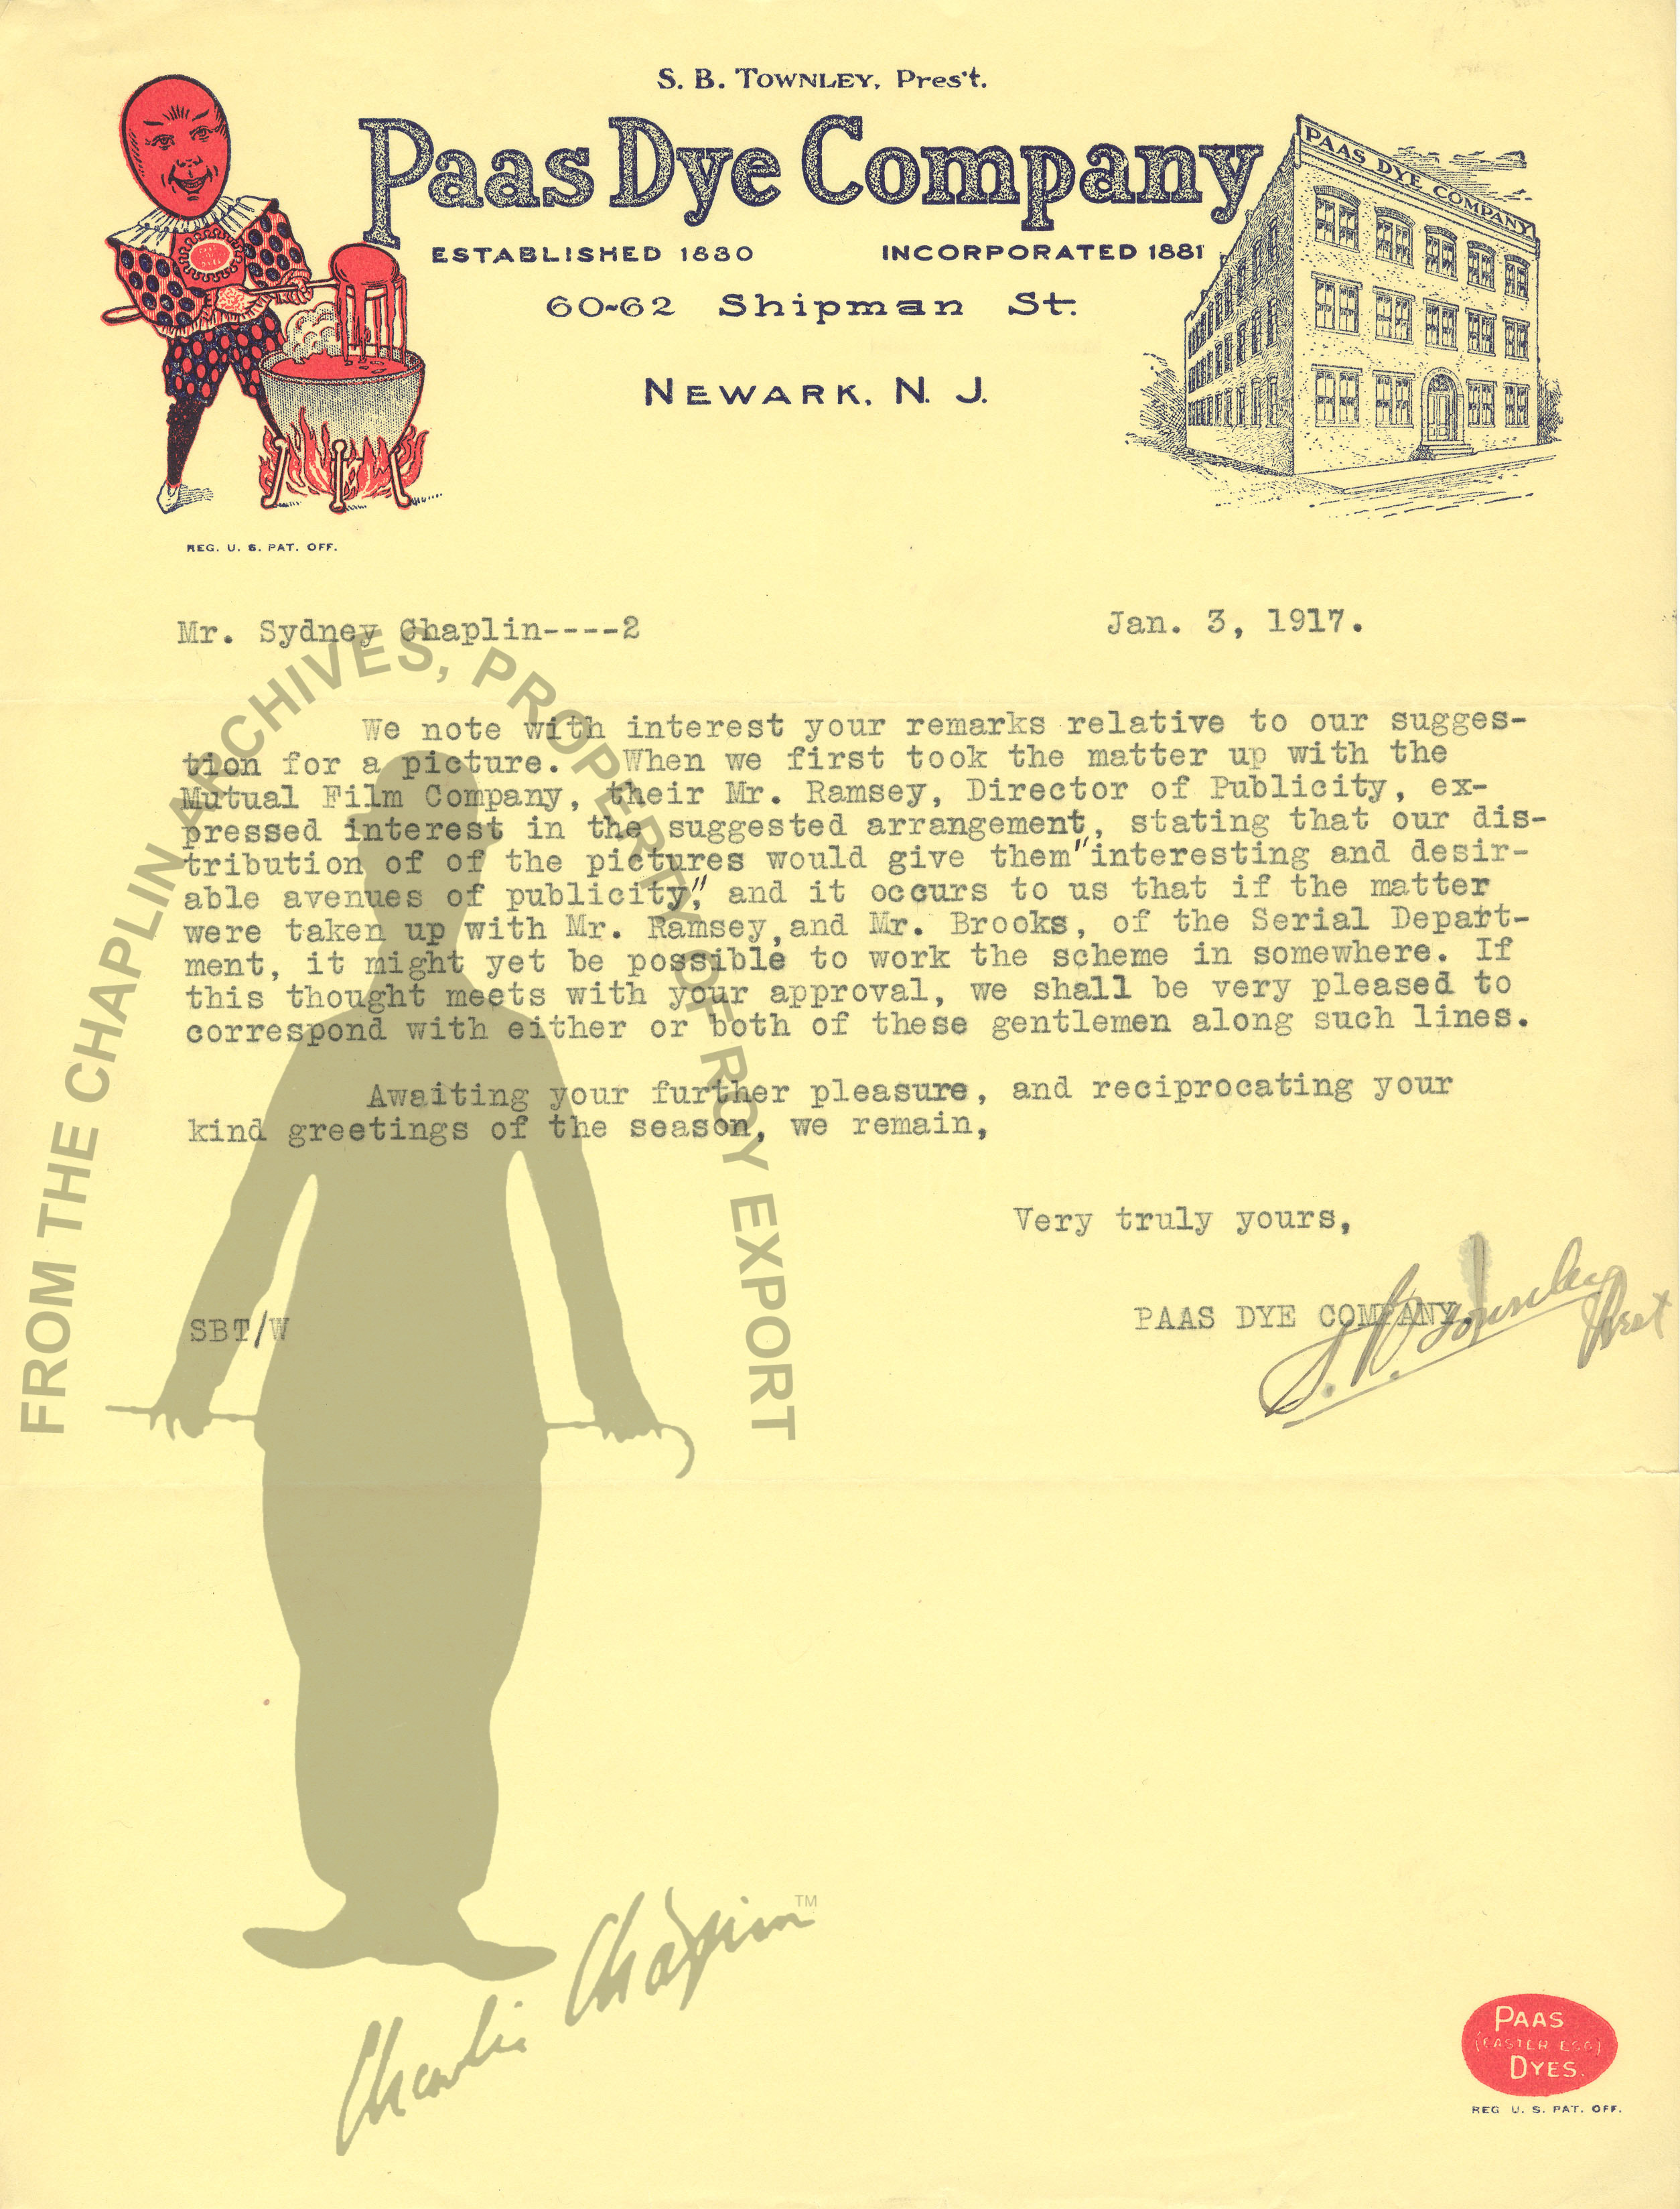 S. B. TOWNLEY, Pres't.
Paas Dye Company
ESTABLISHED 1880 INCORPORATED 1881
60-62 Shipman St.
NEWARK, N. J.
PAAS DYE COMPANY
REG. U. S. PAT. OFF.
Mr. Sydney Chaplin----2 Jan. 3, 1917.
We note with interest your remarks relative to our sugges-
tion for a picture. When we first took the matter up with the
Mutual Film Company, their Mr. Ramsey, Director of Publicity, ex-
pressed interest in the suggested arrangement, stating that our dis-
tribution of of the pictures would give them"interesting and desir-
able avenues of publicity," and it occurs to us that if the matter
were taken up with Mr. Ramsey,and Mr. Brooks, of the Serial Depart-
ment, it might yet be possible to work the scheme in somewhere. If
this thought meets with your approval, we shall be very pleased to
correspond with either or both of these gentlemen along such lines.
Awaiting your further pleasure, and reciprocating your
kind greetings of the season, we remain,
Very truly yours,
SBT/W PAAS DYE COMPANY,
S. B. Townley
Prest
FROM THE CHAPLIN ARCHIVES, PROPERTY OF ROY EXPORT
Charlie Chaplin TM
PAAS
(EASTER EGG)
DYES.
REG U. S. PAT. OFF.